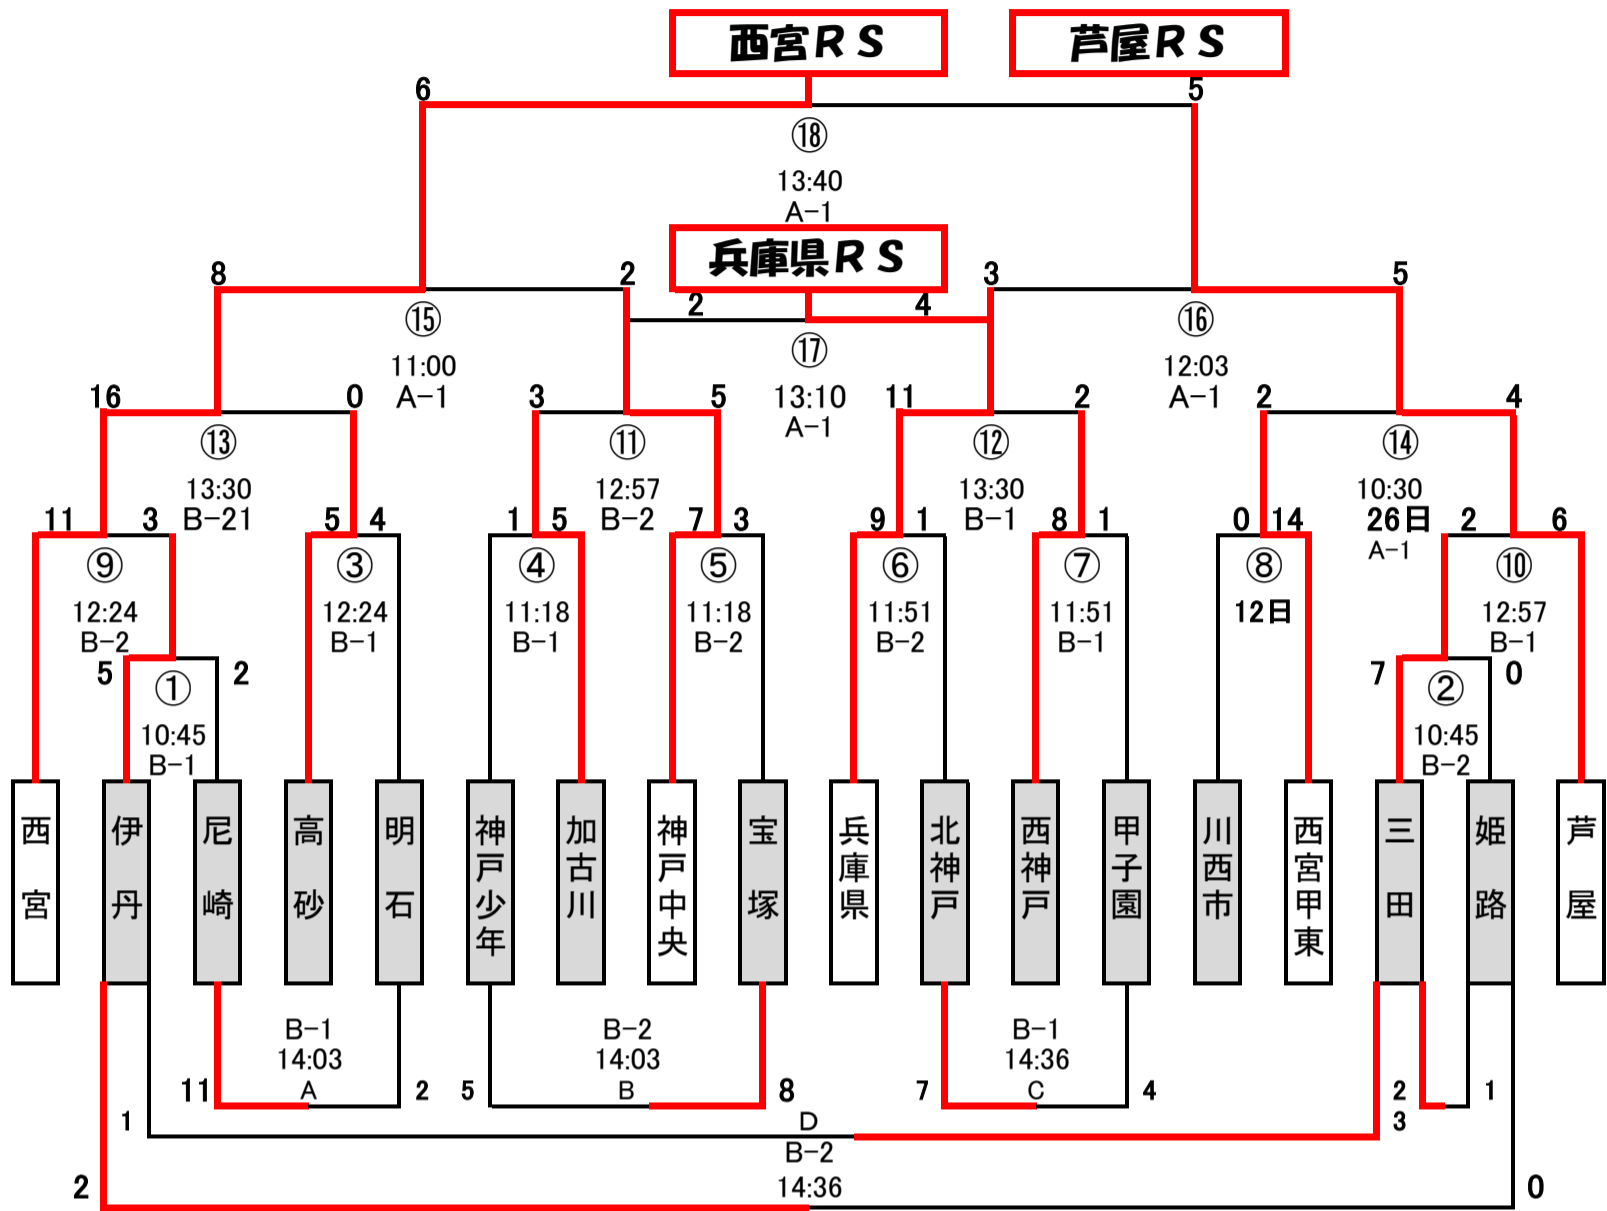 西宮ＲＳ 芦屋ＲＳ
6 5
⑱
13:40
A-1
兵庫県ＲＳ
8 2 3 5
2 4
⑮ ⑯
⑰
11:00 12:03
A-1 13:10 A-1
A-1
16 0 3 5 11 2 2 4
⑬ ⑪ ⑫ ⑭
13:30 12:57 13:30 10:30
B-21 B-2 B-1 26日
A-1
11 3 5 4 1 5 7 3 9 1 8 1 0 14 2 6
⑨ ③ ④ ⑤ ⑥ ⑦ ⑧ ⑩
12:24 12:24 11:18 11:18 11:51 11:51 12日 12:57
B-2 B-1 B-1 B-2 B-2 B-1 B-1
5 2 7 0
① ②
10:45 10:45
B-1 B-2
西宮
伊丹
尼崎
高砂
明石
神戸少年
加古川
神戸中央
宝塚
兵庫県
北神戸
西神戸
甲子園
川西市
西宮甲東
三田
姫路
芦屋
B-1 B-2 B-1
14:03 14:03 14:36
11 A 2 5 B 8 7 C 4 2 1
1 D 3
B-2
2 14:36 0